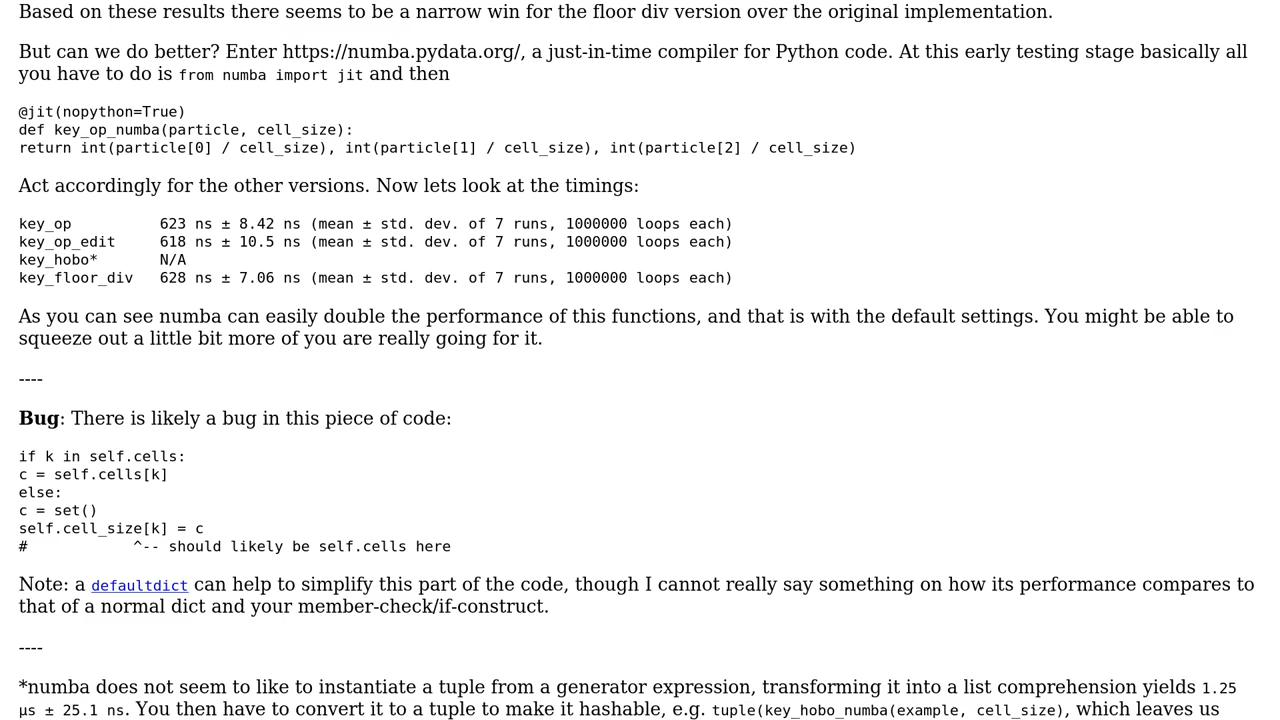 Based on these results there seems to be a narrow win for the floor div version over the original implementation.
But can we do better? Enter https://numba.pydata.org/, a just-in-time compiler for Python code. At this early testing stage basically all
you have to do is from numba import jit and then
@jit(nopython=True)
def key_op_numba(particle, cell_size):
return int(particle[0] / cell_size), int(particle[1] / cell_size), int(particle[2] / cell_size)
Act accordingly for the other versions. Now lets look at the timings:
key_op          623 ns ± 8.42 ns (mean ± std. dev. of 7 runs, 1000000 loops each)
key_op_edit     618 ns ± 10.5 ns (mean ± std. dev. of 7 runs, 1000000 loops each)
key_hobo*       N/A
key_floor_div   628 ns ± 7.06 ns (mean ± std. dev. of 7 runs, 1000000 loops each)
As you can see numba can easily double the performance of this functions, and that is with the default settings. You might be able to
squeeze out a little bit more of you are really going for it.
----
Bug: There is likely a bug in this piece of code:
if k in self.cells:
c = self.cells[k]
else:
c = set()
self.cell_size[k] = c
#            ^-- should likely be self.cells here
Note: a defaultdict can help to simplify this part of the code, though I cannot really say something on how its performance compares to
that of a normal dict and your member-check/if-construct.
----
*numba does not seem to like to instantiate a tuple from a generator expression, transforming it into a list comprehension yields 1.25
µs ± 25.1 ns. You then have to convert it to a tuple to make it hashable, e.g. tuple(key_hobo_numba(example, cell_size), which leaves us